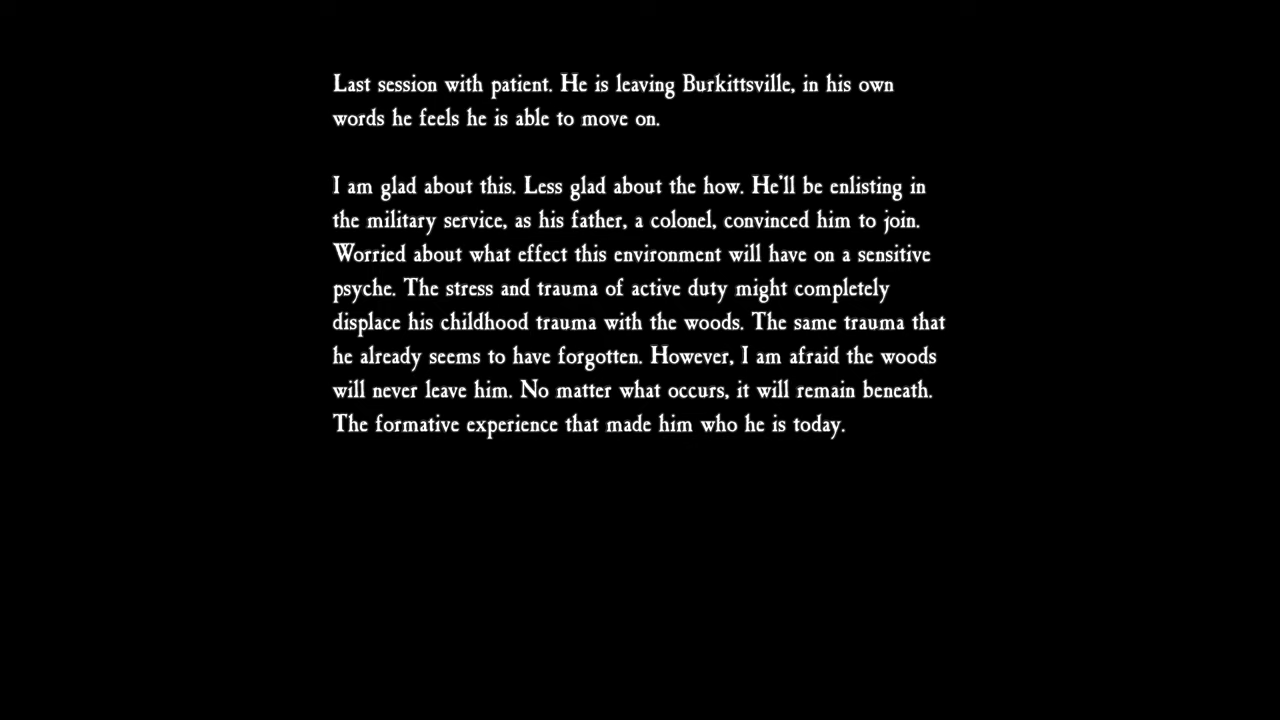 Last session with patient. He is leaving Burkittsville, in his own
words he feels he is able to move on.
I am glad about this. Less glad about the how. He'll be enlisting in
the military service, as his father, a colonel, convinced him to join.
Worried about what effect this environment will have on a sensitive
psyche. The stress and trauma of active duty might completely
displace his childhood trauma with the woods. The same trauma that
he already seems to have forgotten. However, I am afraid the woods
will never leave him. No matter what occurs, it will remain beneath.
The formative experience that made him who he is today.